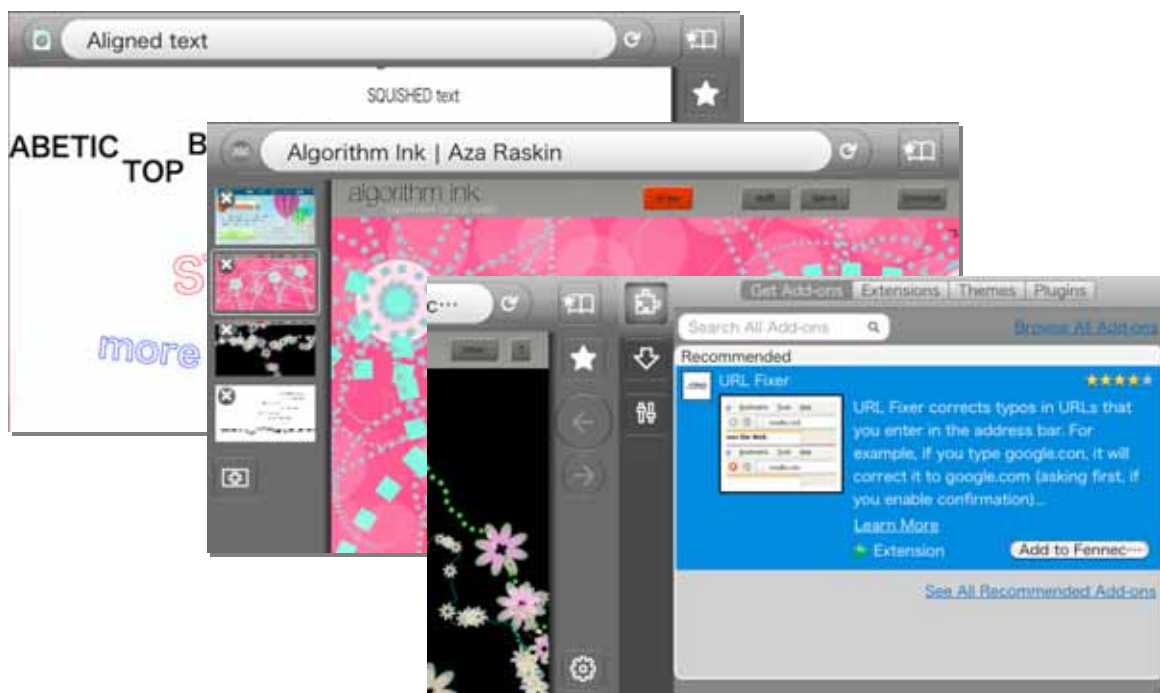 Aligned text
SQUISHED text
ABETIC
TOP
B
S
more
Algorithm Ink | Aza Raskin
algorithm ink
c…
Get Add-ons
Extensions
Themes
Plugins
Search All Add-ons
Browse All Add-ons
Recommended
URL Fixer
URL Fixer corrects typos in URLs that
you enter in the address bar. For
example, if you type google.con, it will
correct it to google.com (asking first, if
you enable confirmation)...
Learn More
Extension
Add to Fennec…
See All Recommended Add-ons